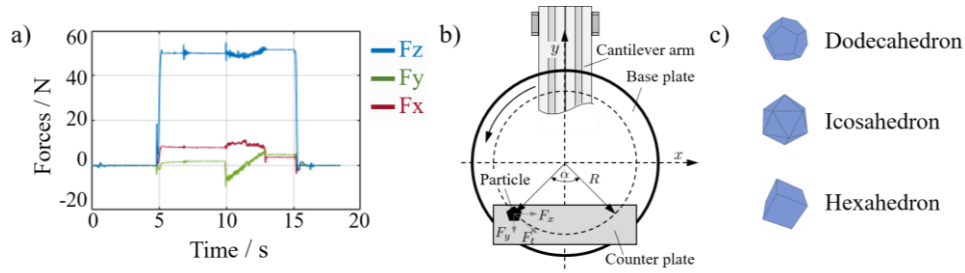 a)
Forces / N
60
40
20
0
-20
0
5
10
15
20
Time / s
Fz
Fy
Fx
b)
y
Cantilever arm
Base plate
x
α
R
Particle
Fx
Fy
Ft
Counter plate
c)
Dodecahedron
Icosahedron
Hexahedron